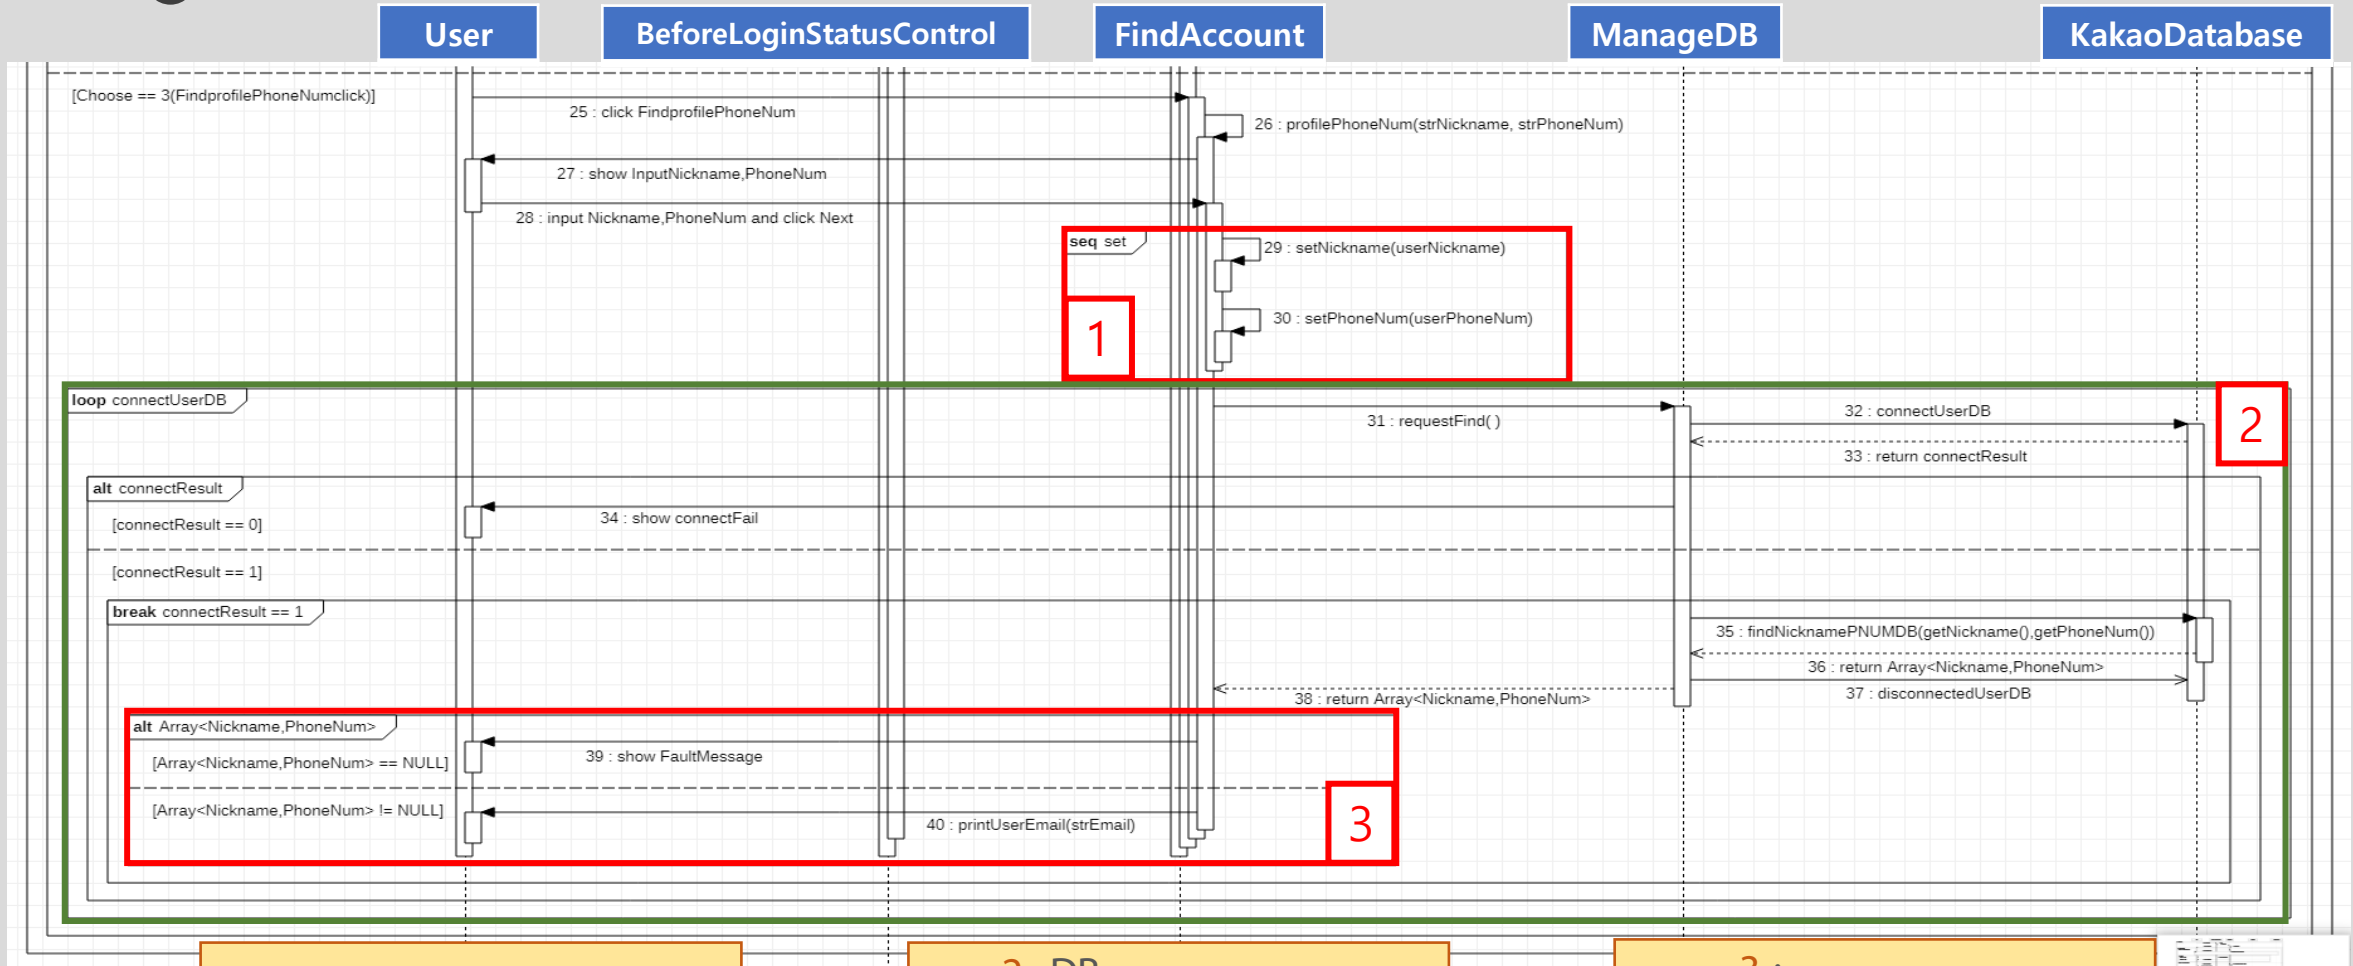 User
BeforeLoginStatusControl
FindAccount
ManageDB
KakaoDatabase
[Choose == 3(FindprofilePhoneNumclick)]
25 : click FindprofilePhoneNum
26 : profilePhoneNum(strNickname, strPhoneNum)
27 : show InputNickname,PhoneNum
28 : input Nickname,PhoneNum and click Next
seq set
29 : setNickname(userNickname)
30 : setPhoneNum(userPhoneNum)
1
loop connectUserDB
2
31 : requestFind( )
32 : connectUserDB
33 : return connectResult
alt connectResult
[connectResult == 0]
34 : show connectFail
[connectResult == 1]
break connectResult == 1
35 : findNicknamePNUMDB(getNickname(),getPhoneNum())
36 : return Array<Nickname,PhoneNum>
37 : disconnectedUserDB
38 : return Array<Nickname,PhoneNum>
alt Array<Nickname,PhoneNum>
[Array<Nickname,PhoneNum> == NULL]
39 : show FaultMessage
[Array<Nickname,PhoneNum> != NULL]
40 : printUserEmail(strEmail)
3